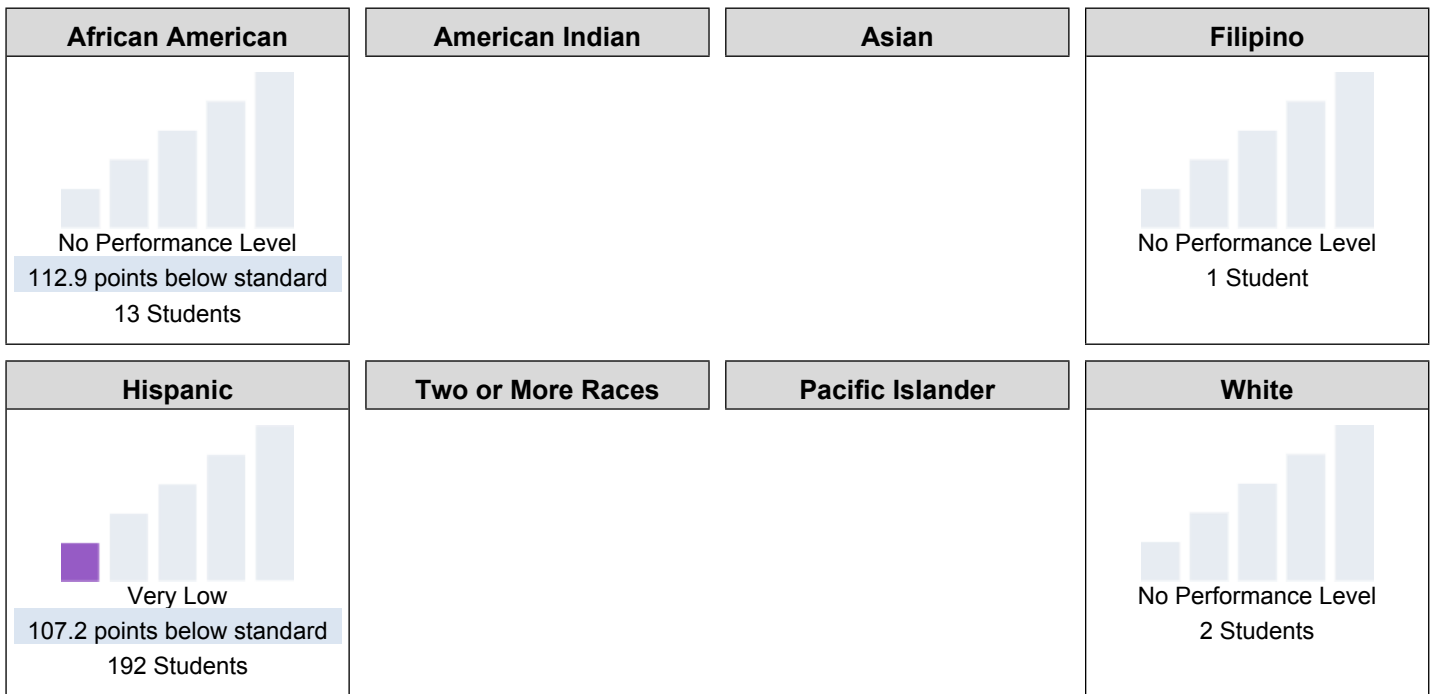 African American
American Indian
Asian
Filipino
No Performance Level
112.9 points below standard
13 Students
No Performance Level
1 Student
Hispanic
Two or More Races
Pacific Islander
White
Very Low
107.2 points below standard
192 Students
No Performance Level
2 Students